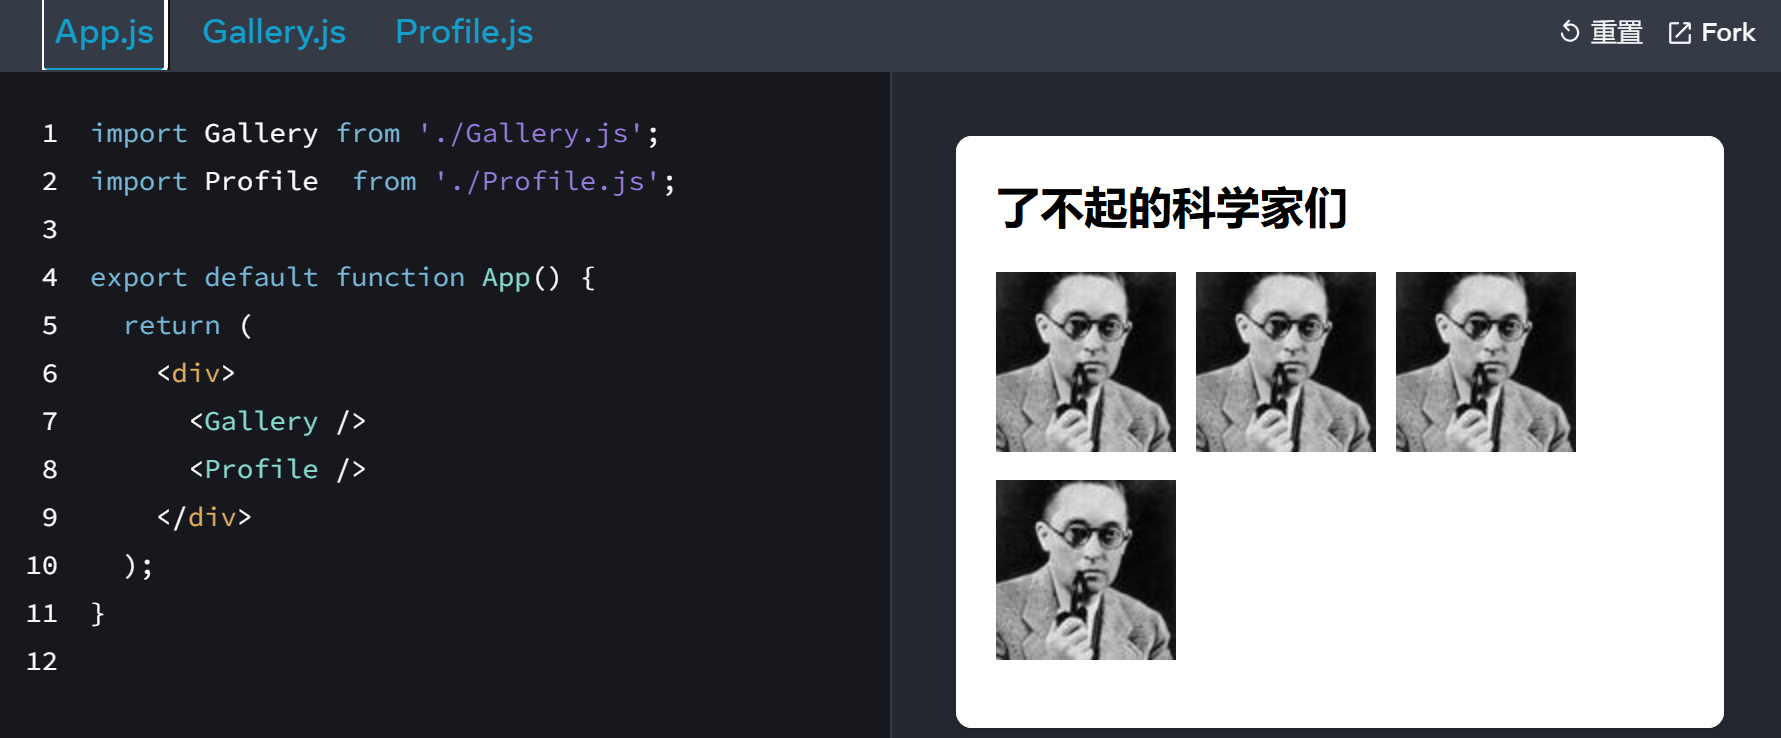 App.js Gallery.js Profile.js 重置 Fork
1 import Gallery from './Gallery.js';
2 import Profile  from './Profile.js';
3
4 export default function App() {
5   return (
6     <div>
7       <Gallery />
8       <Profile />
9     </div>
10   );
11 }
12
了不起的科学家们